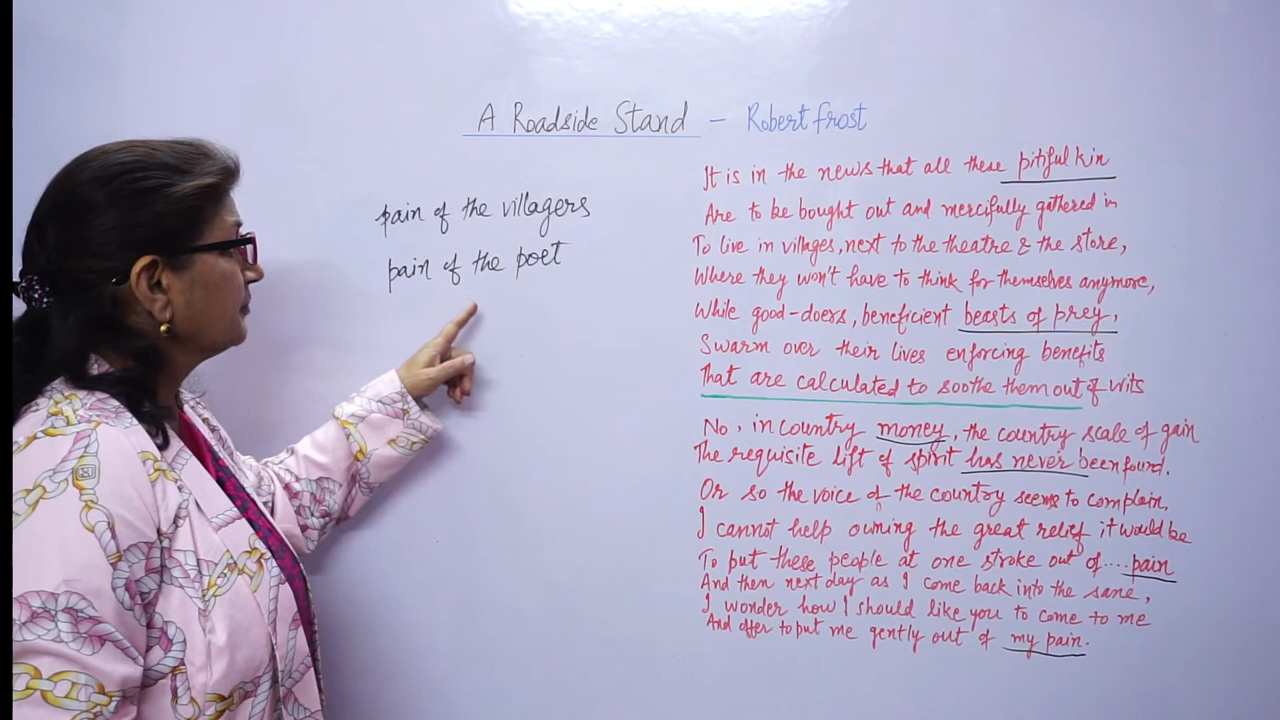 A Roadside Stand – Robert Frost
pain of the villagers
pain of the poet
It is in the news that all these pitiful kin
Are to be bought out and mercifully gathered in
To live in villages, next to the theatre & the store,
Where they won't have to think for themselves anymore,
While good-doers, beneficient beasts of prey,
Swarm over their lives enforcing benefits
That are calculated to soothe them out of wits
No, in country money, the country scale of gain
The requisite lift of spirit has never been found.
Or so the voice of the country seems to complain,
I cannot help owning the great relief it would be
To put these people at one stroke out of.... pain
And then next day as I come back into the sane,
I wonder how I should like you to come to me
And offer to put me gently out of my pain.